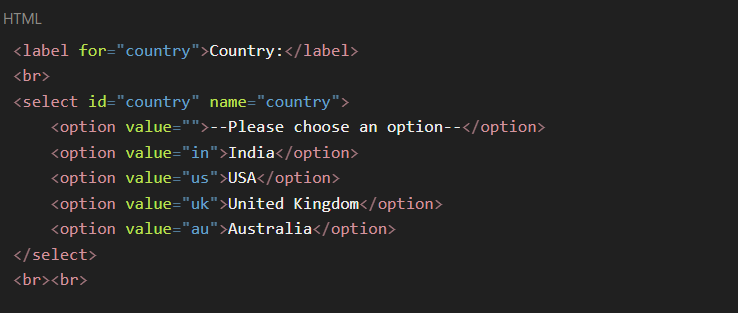 HTML
<label for="country">Country:</label>
<br>
<select id="country" name="country">
    <option value="">--Please choose an option--</option>
    <option value="in">India</option>
    <option value="us">USA</option>
    <option value="uk">United Kingdom</option>
    <option value="au">Australia</option>
</select>
<br><br>